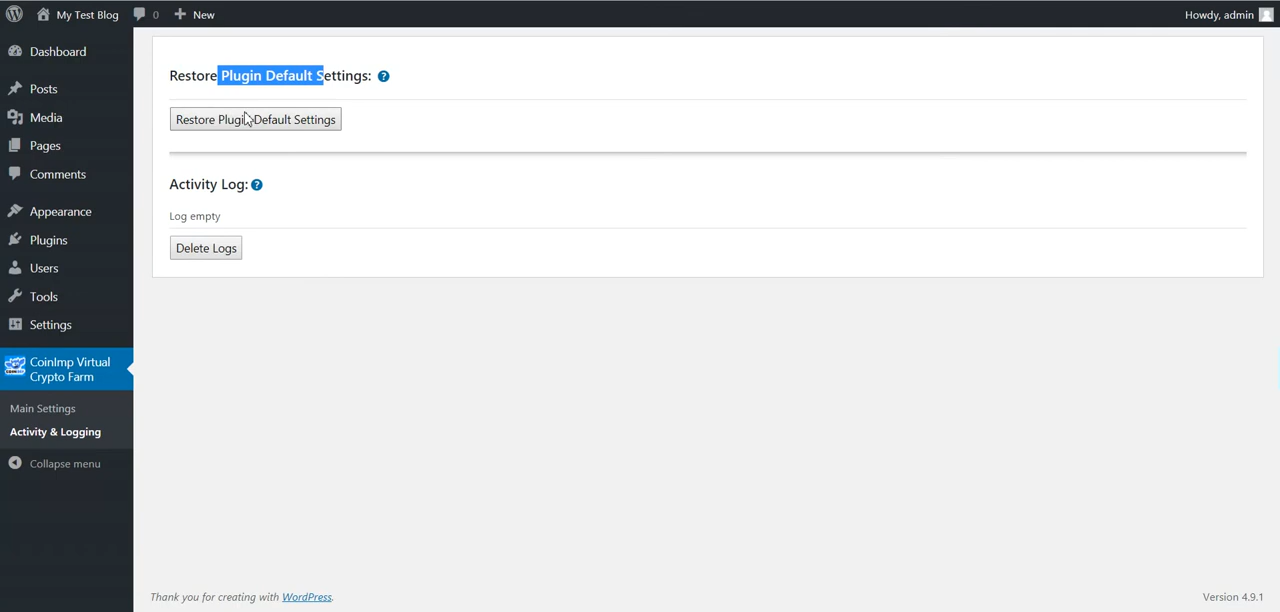 My Test Blog 0 New Howdy, admin
Dashboard
Posts
Media
Pages
Comments
Appearance
Plugins
Users
Tools
Settings
CoinImp Virtual
Crypto Farm
Main Settings
Activity & Logging
Collapse menu
Restore Plugin Default Settings: ?
Restore Plugin Default Settings
Activity Log: ?
Log empty
Delete Logs
Thank you for creating with WordPress. Version 4.9.1